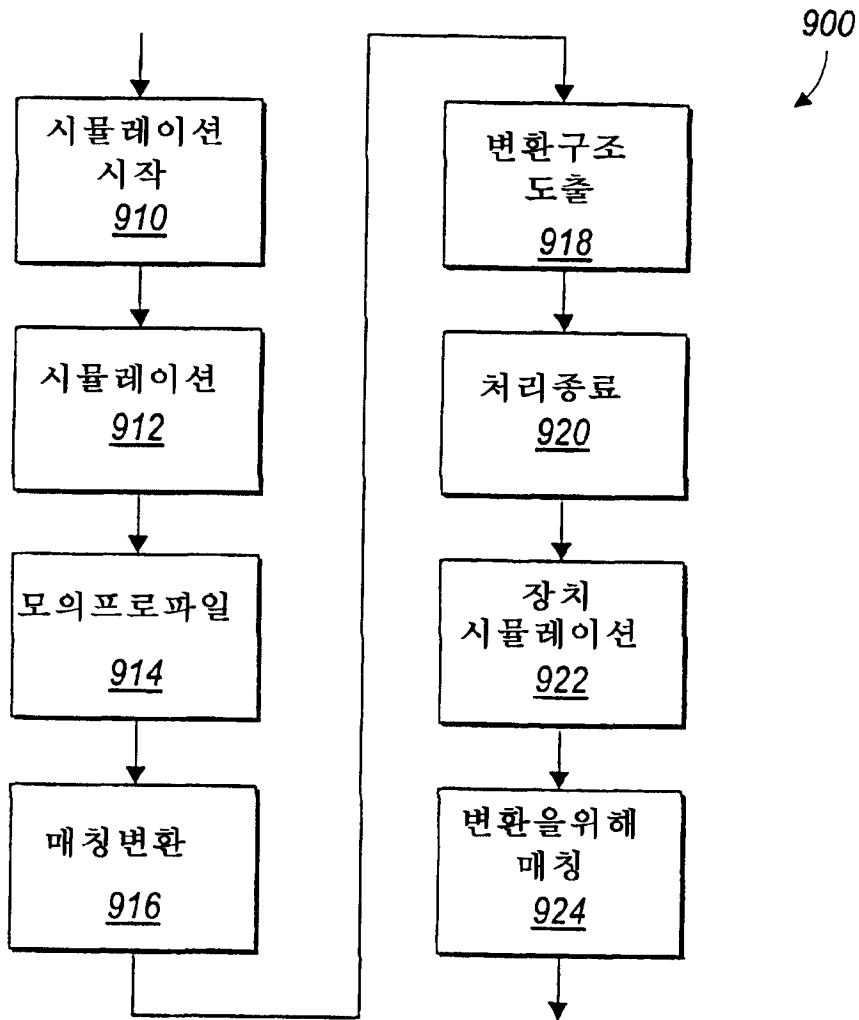 900
시뮬레이션
시작
910
시뮬레이션
912
모의프로파일
914
매칭변환
916
변환구조
도출
918
처리종료
920
장치
시뮬레이션
922
변환을위해
매칭
924